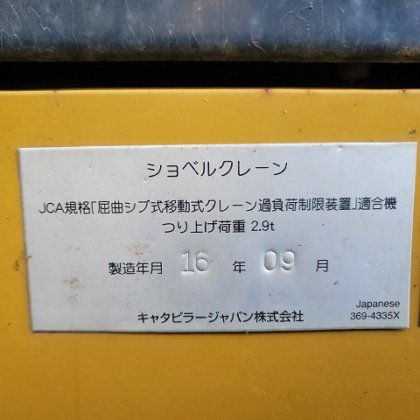 ショベルクレーン
JCA規格「屈曲ジブ式移動式クレーン過負荷制限装置」適合機
つり上げ荷重 2.9t
製造年月 16 年 09 月
キャタピラージャパン株式会社
Japanese
369-4335X